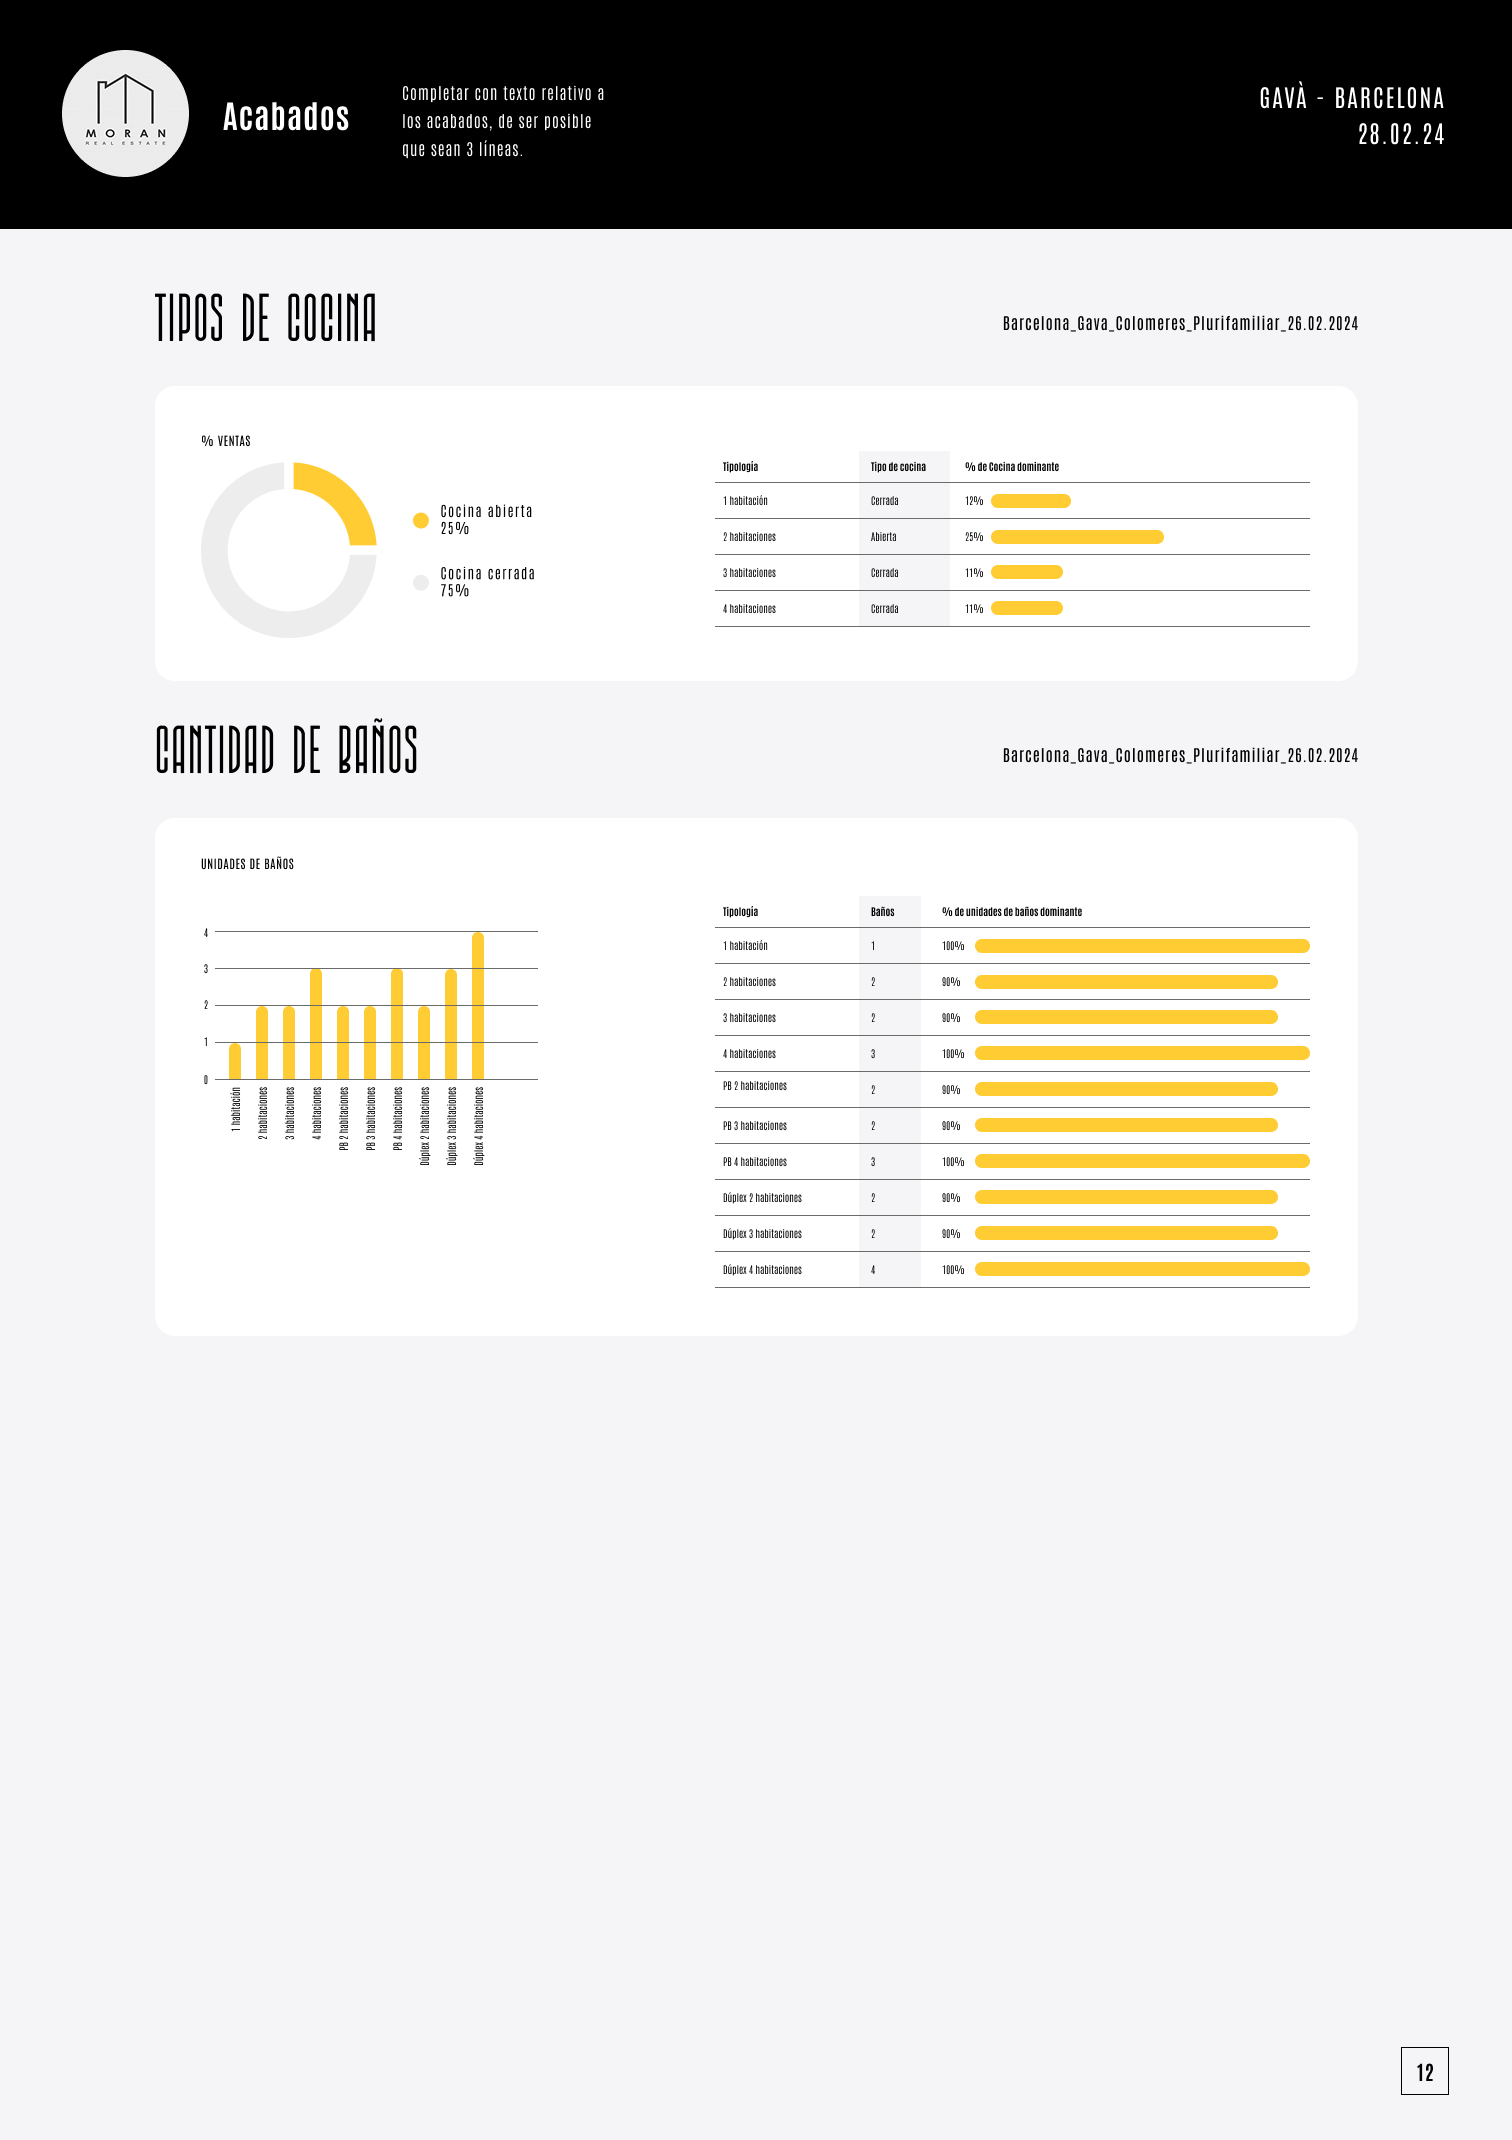 MORAN
REAL ESTATE
Acabados
Completar con texto relativo a
los acabados, de ser posible
que sean 3 líneas.
GAVÀ - BARCELONA
28.02.24
TIPOS DE COCINA
Barcelona_Gava_Colomeres_Plurifamiliar_26.02.2024
% VENTAS
Cocina abierta
25%
Cocina cerrada
75%
Tipología Tipo de cocina % de Cocina dominante
1 habitación Cerrada 12%
2 habitaciones Abierta 25%
3 habitaciones Cerrada 11%
4 habitaciones Cerrada 11%
CANTIDAD DE BAÑOS
Barcelona_Gava_Colomeres_Plurifamiliar_26.02.2024
UNIDADES DE BAÑOS
4
3
2
1
0
1 habitación
2 habitaciones
3 habitaciones
4 habitaciones
PB 2 habitaciones
PB 3 habitaciones
PB 4 habitaciones
Dúplex 2 habitaciones
Dúplex 3 habitaciones
Dúplex 4 habitaciones
Tipología Baños % de unidades de baños dominante
1 habitación 1 100%
2 habitaciones 2 90%
3 habitaciones 2 90%
4 habitaciones 3 100%
PB 2 habitaciones 2 90%
PB 3 habitaciones 2 90%
PB 4 habitaciones 3 100%
Dúplex 2 habitaciones 2 90%
Dúplex 3 habitaciones 2 90%
Dúplex 4 habitaciones 4 100%
12